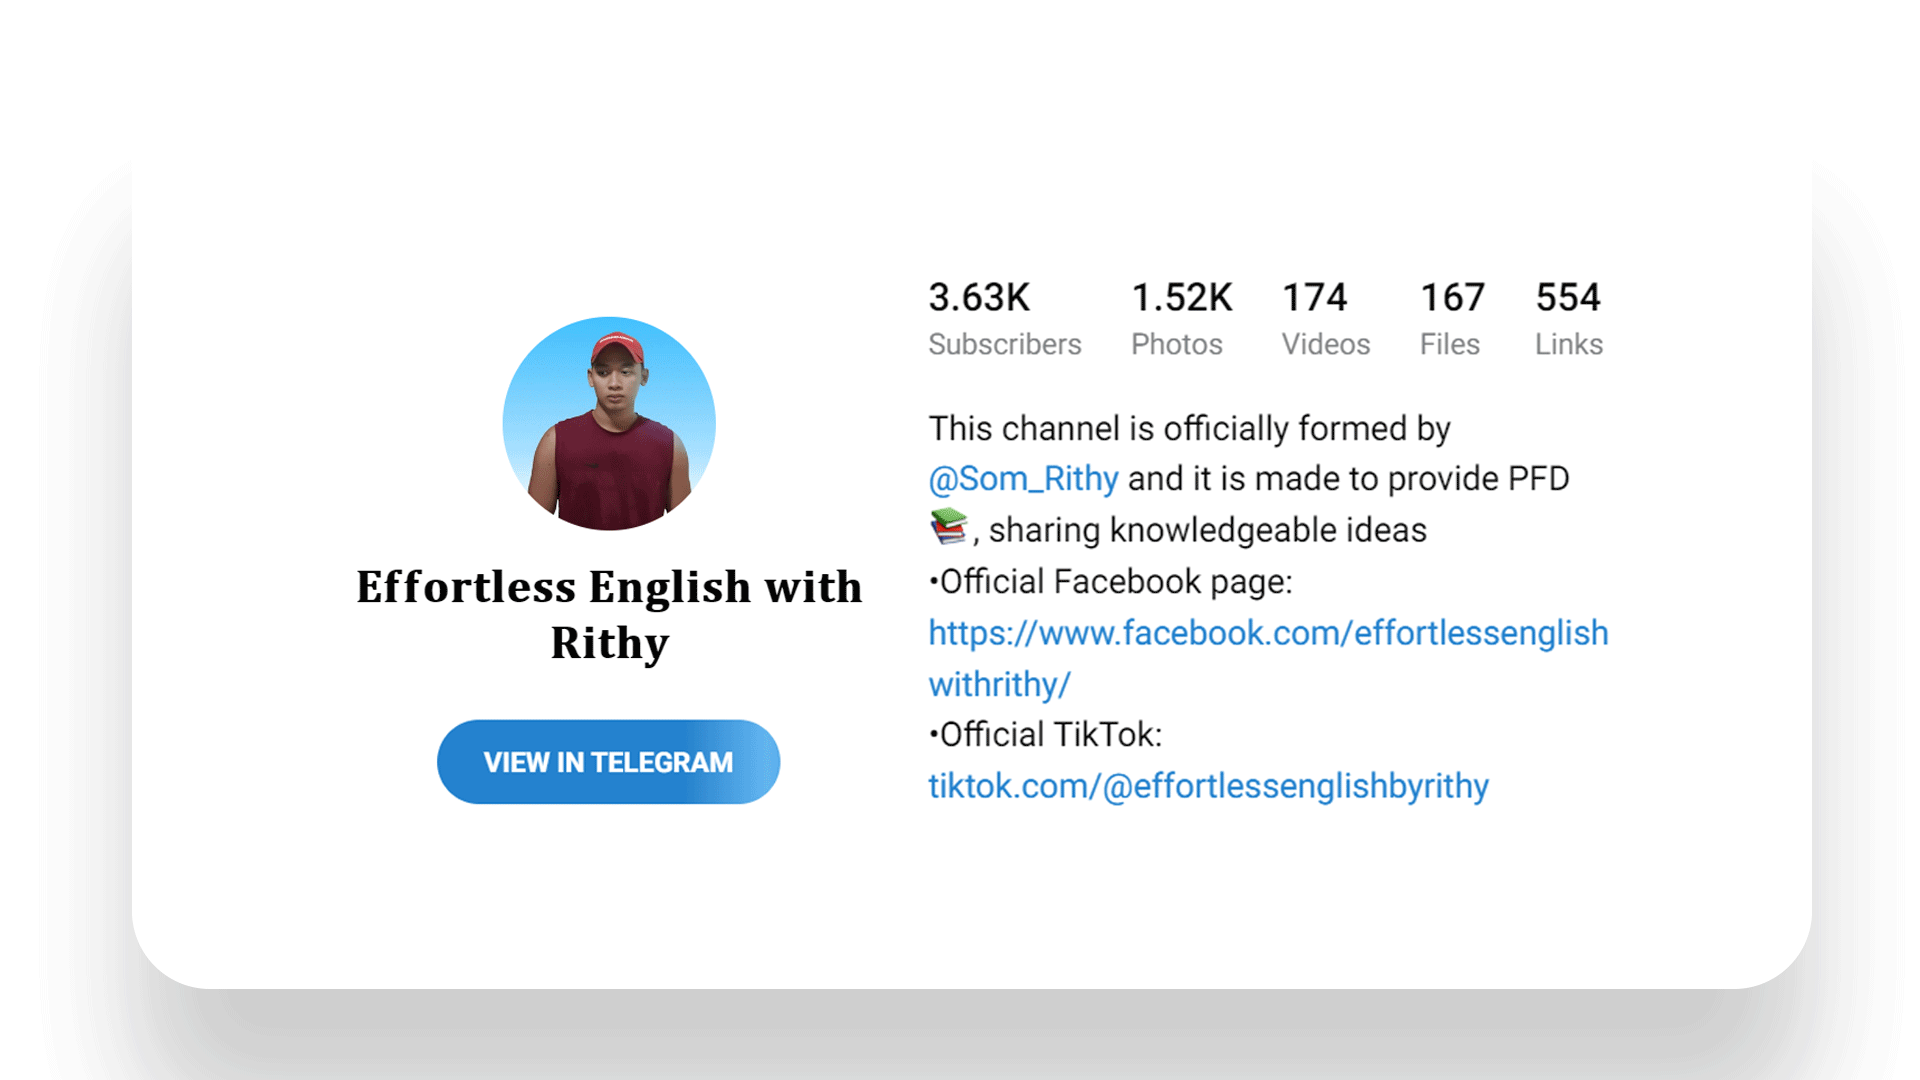 Effortless English with
Rithy
VIEW IN TELEGRAM
3.63K 1.52K 174 167 554
Subscribers Photos Videos Files Links
This channel is officially formed by
@Som_Rithy and it is made to provide PFD
📚, sharing knowledgeable ideas
•Official Facebook page:
https://www.facebook.com/effortlessenglish
withrithy/
•Official TikTok:
tiktok.com/@effortlessenglishbyrithy